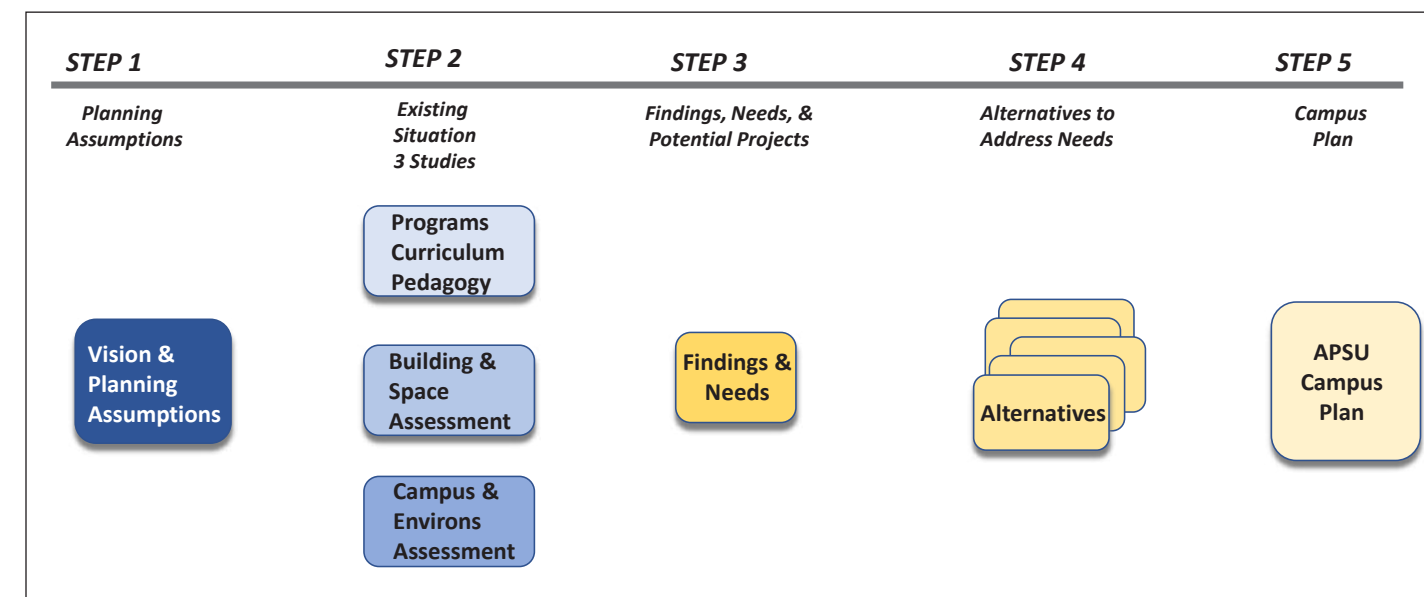 STEP 1
STEP 2
STEP 3
STEP 4
STEP 5
Planning
Assumptions
Existing
Situation
3 Studies
Findings, Needs, &
Potential Projects
Alternatives to
Address Needs
Campus
Plan
Vision &
Planning
Assumptions
Programs
Curriculum
Pedagogy
Building &
Space
Assessment
Campus &
Environs
Assessment
Findings &
Needs
Alternatives
APSU
Campus
Plan